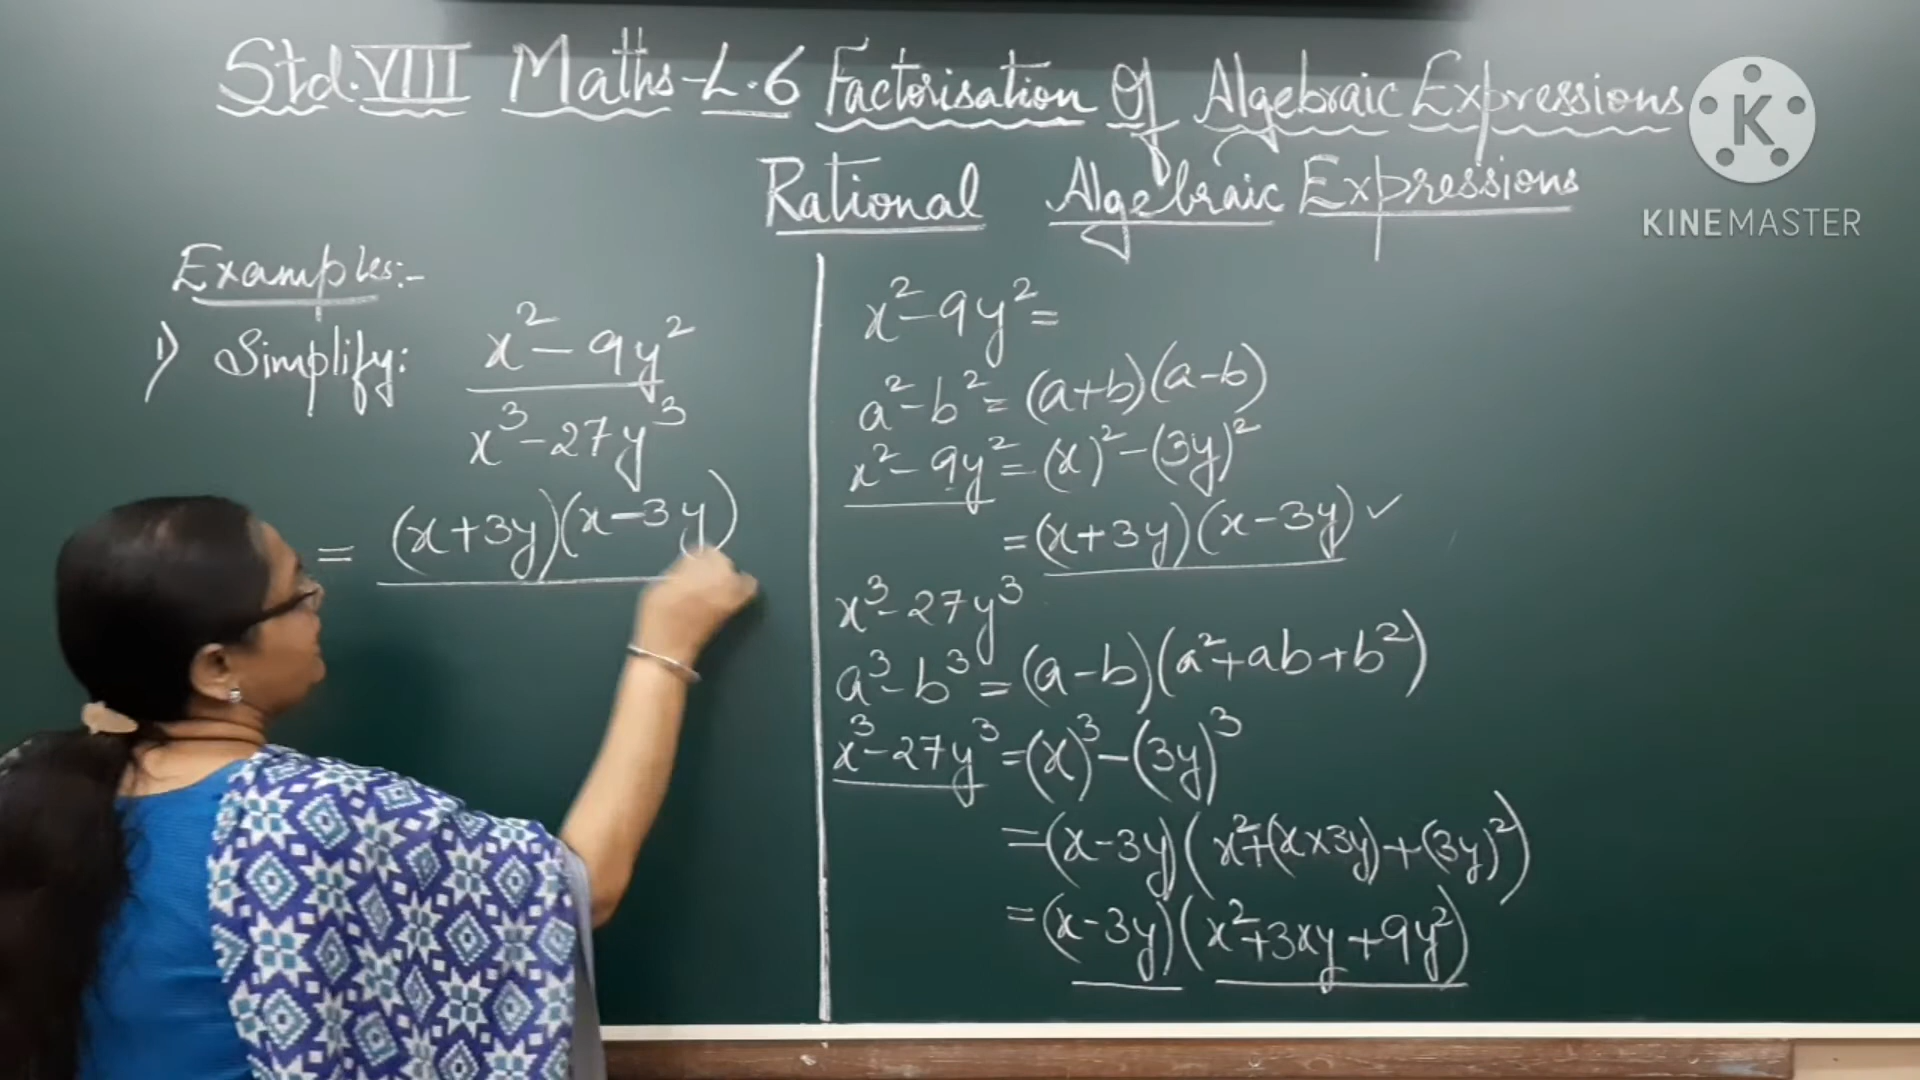 Std.VIII Maths-L.6 Factorisation Of Algebraic Expressions
Rational Algebraic Expressions
K
KINEMASTER
Examples:-
1) Simplify: x² - 9y²
x³ - 27y³
= (x+3y)(x-3y)
x² - 9y² =
a² - b² = (a+b)(a-b)
x² - 9y² = (x)² - (3y)²
= (x+3y)(x-3y) ✓
x³ - 27y³
a³ - b³ = (a-b)(a²+ab+b²)
x³ - 27y³ = (x)³ - (3y)³
= (x-3y)(x²+(x×3y)+(3y)²)
= (x-3y)(x²+3xy+9y²)